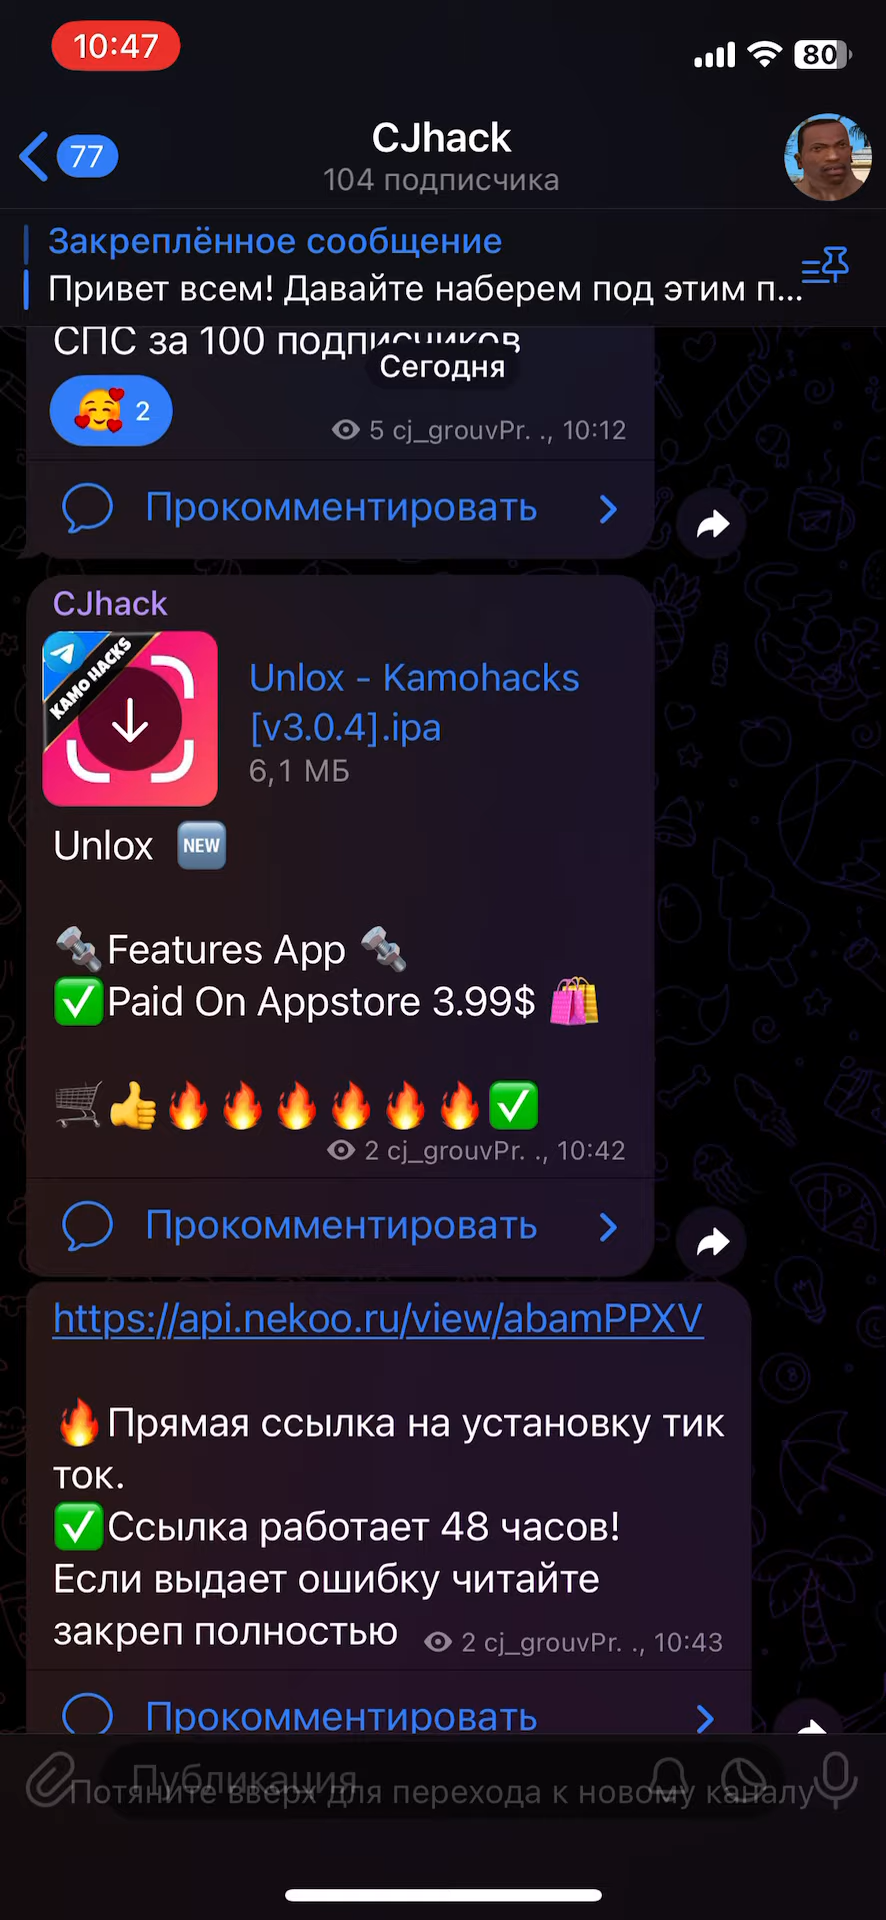 10:47
80
77
CJhack
104 подписчика
Закреплённое сообщение
Привет всем! Давайте наберем под этим п...
СПС за 100 подписчиков
Сегодня
2
5 cj_grouvPr. ., 10:12
Прокомментировать
CJhack
KAMO HACKS
Unlox - Kamohacks
[v3.0.4].ipa
6,1 МБ
Unlox NEW
Features App
Paid On Appstore 3.99$
2 cj_grouvPr. ., 10:42
Прокомментировать
https://api.nekoo.ru/view/abamPPXV
Прямая ссылка на установку тик
ток.
Ссылка работает 48 часов!
Если выдает ошибку читайте
закреп полностью
2 cj_grouvPr. ., 10:43
Прокомментировать
Публикация
Потяните вверх для перехода к новому каналу